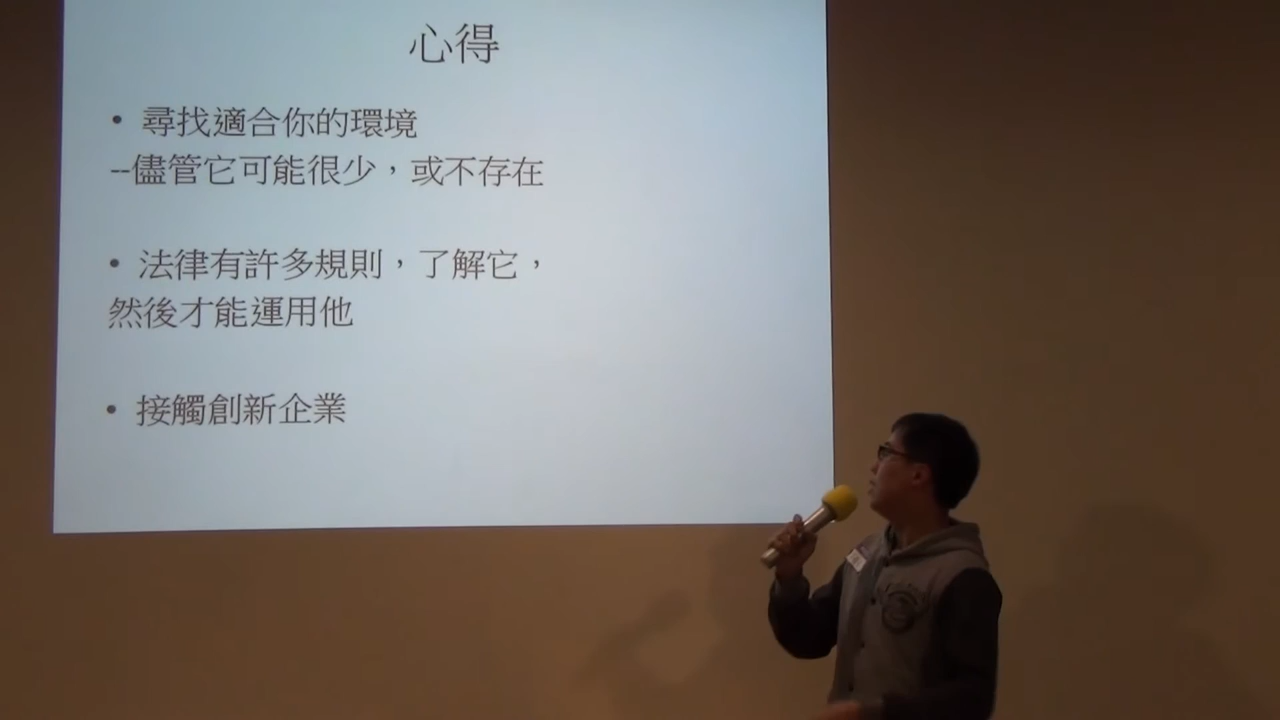 心得
• 尋找適合你的環境
--儘管它可能很少，或不存在
• 法律有許多規則，了解它，
然後才能運用他
• 接觸創新企業